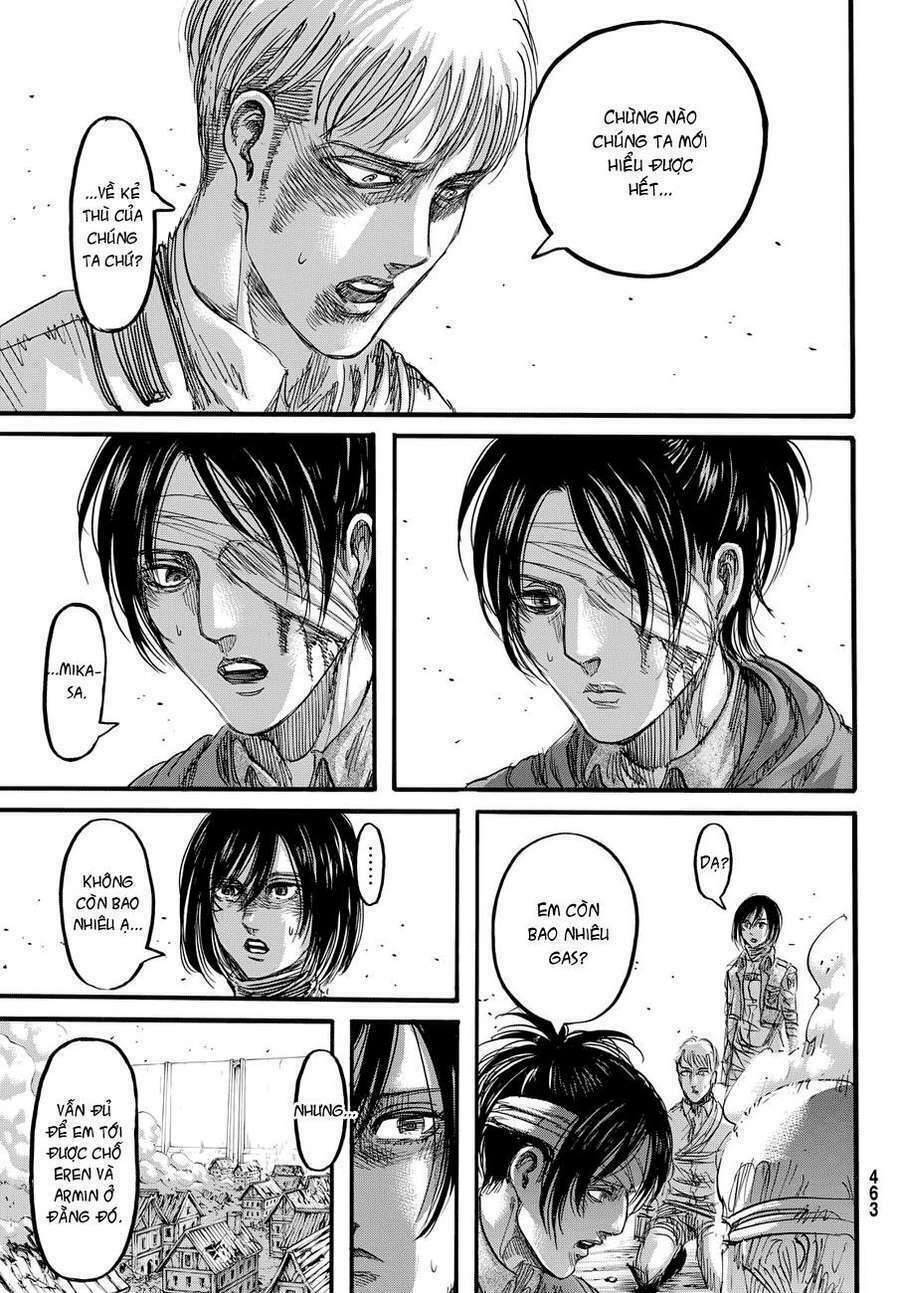 CHỪNG NÀO
CHÚNG TA MỚI
HIỂU ĐƯỢC
HẾT...
...VỀ KẺ
THÙ CỦA
CHÚNG
TA CHỨ?
...MIKA-
SA.
DẠ?
EM CÒN
BAO NHIÊU
GAS?
......
KHÔNG
CÒN BAO
NHIÊU Ạ...
NHƯNG...
VẪN ĐỦ
ĐỂ EM TỚI
ĐƯỢC CHỖ
EREN VÀ
ARMIN Ở
ĐẰNG ĐÓ.
463